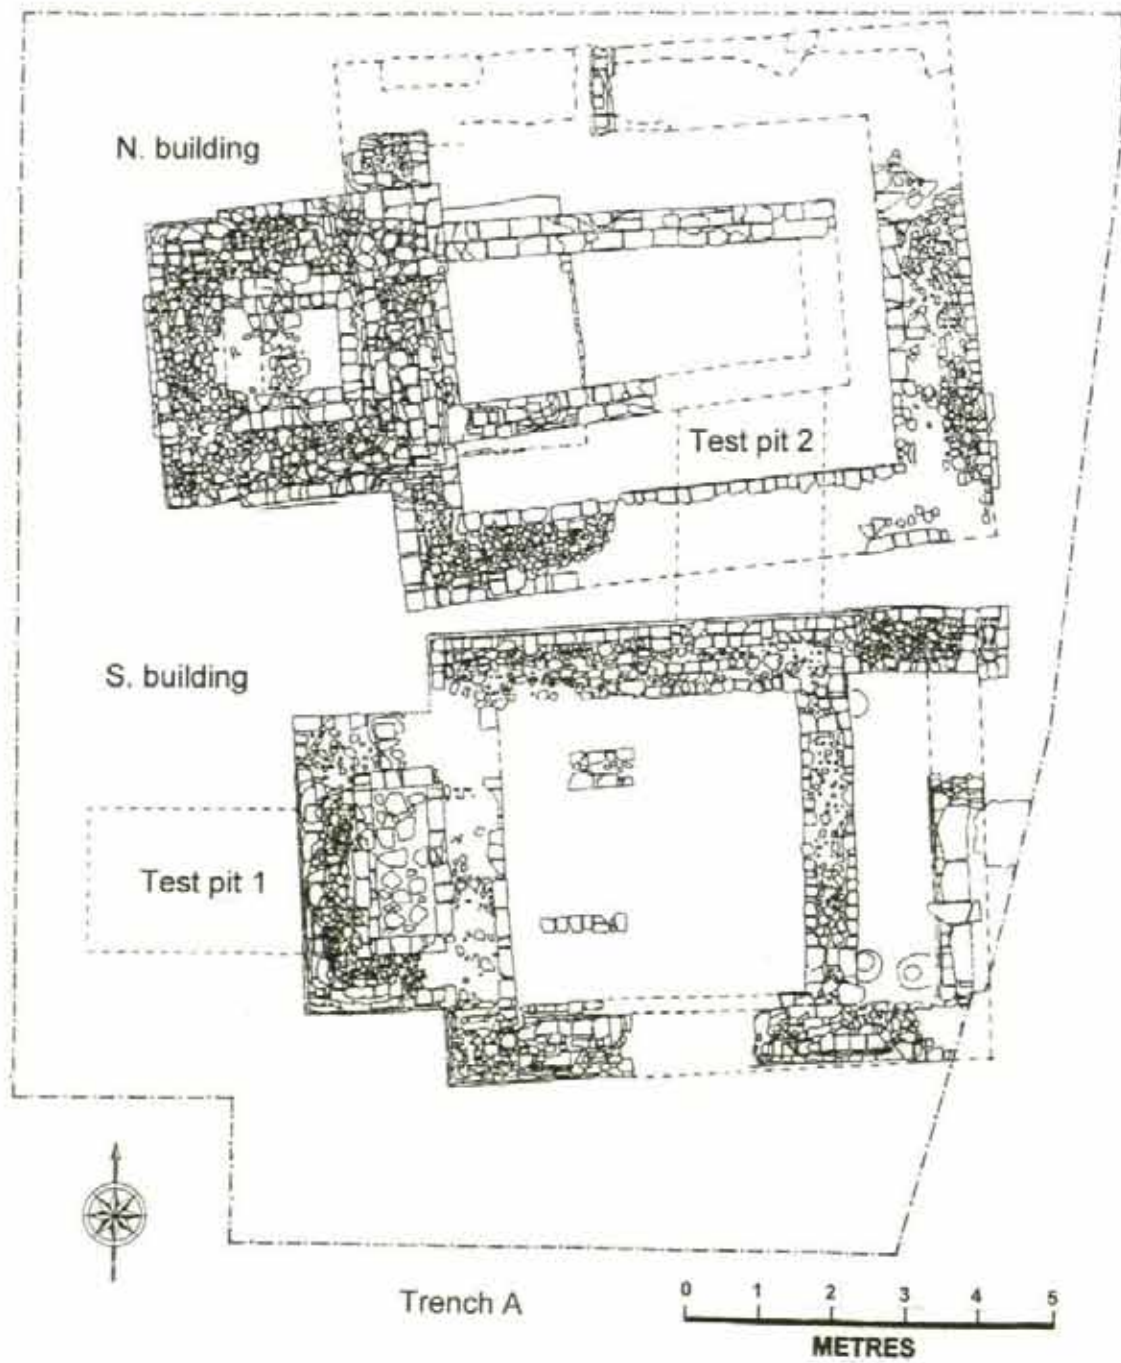 N. building
Test pit 2
S. building
Test pit 1
Trench A
0 1 2 3 4 5
METRES